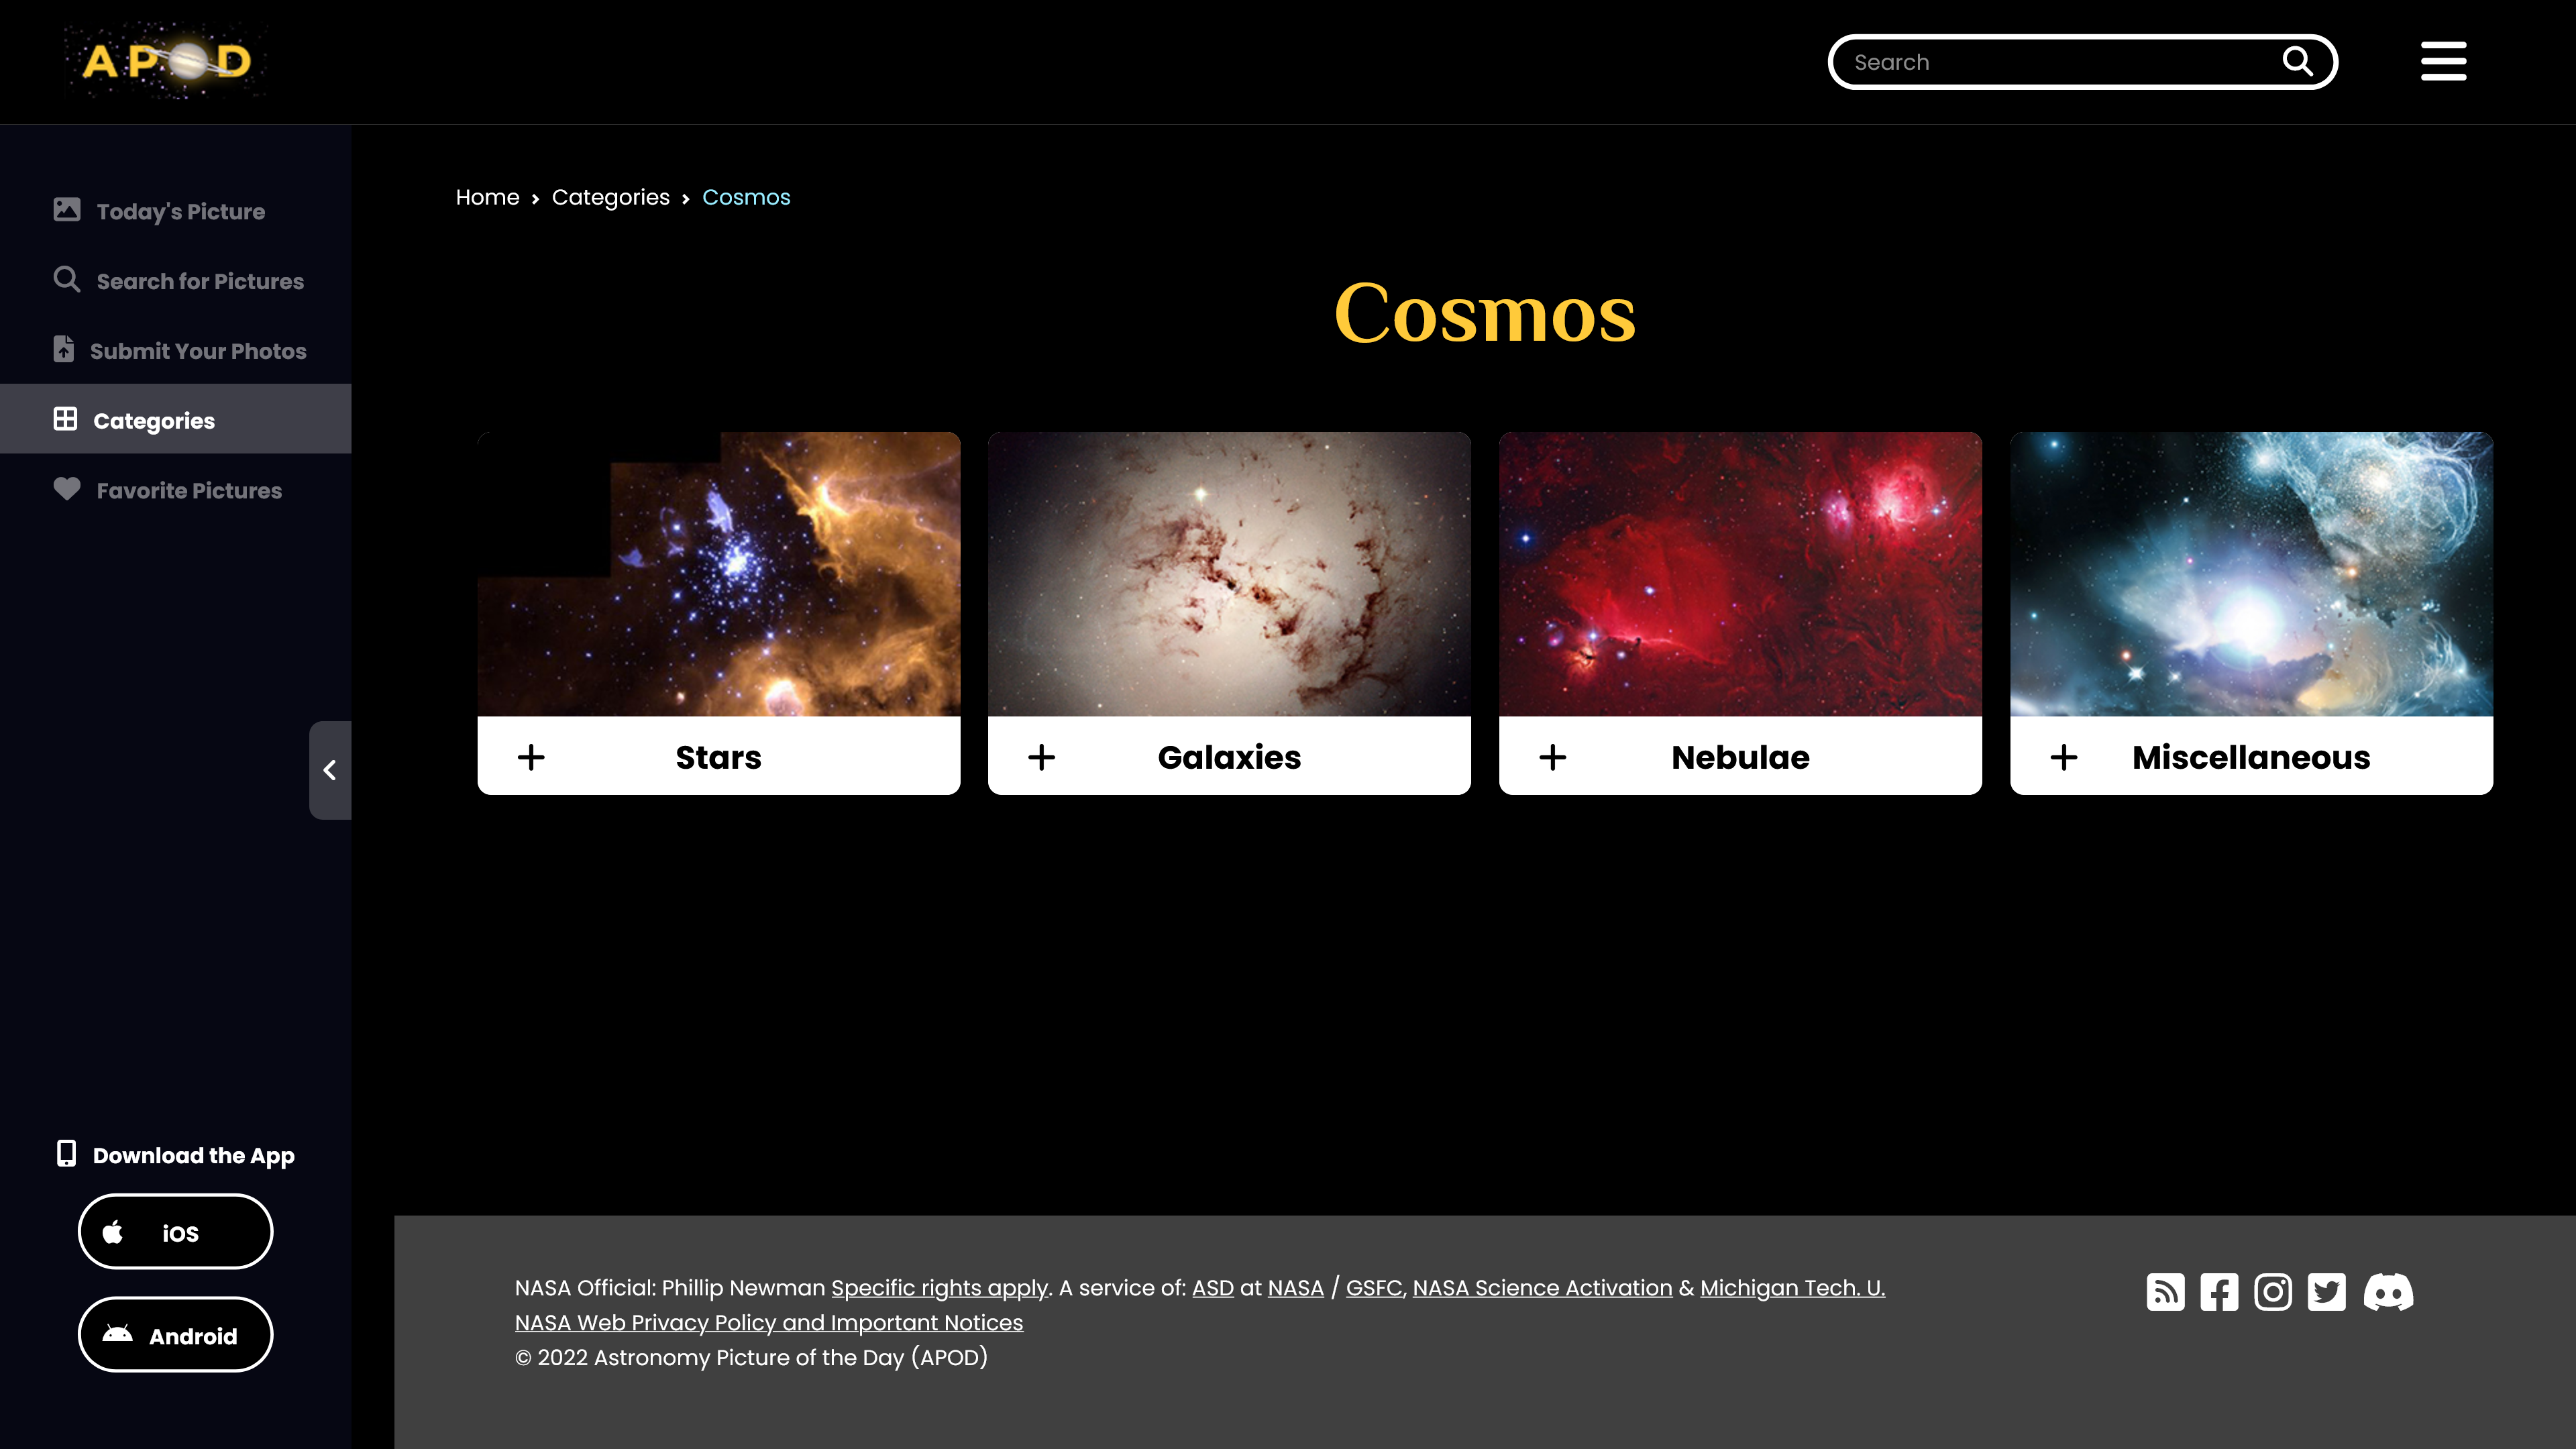 APOD
Search
Today's Picture
Search for Pictures
Submit Your Photos
Categories
Favorite Pictures
Download the App
iOS
Android
Home › Categories › Cosmos
Cosmos
Stars
Galaxies
Nebulae
Miscellaneous
NASA Official: Phillip Newman Specific rights apply. A service of: ASD at NASA / GSFC, NASA Science Activation & Michigan Tech. U.
NASA Web Privacy Policy and Important Notices
© 2022 Astronomy Picture of the Day (APOD)